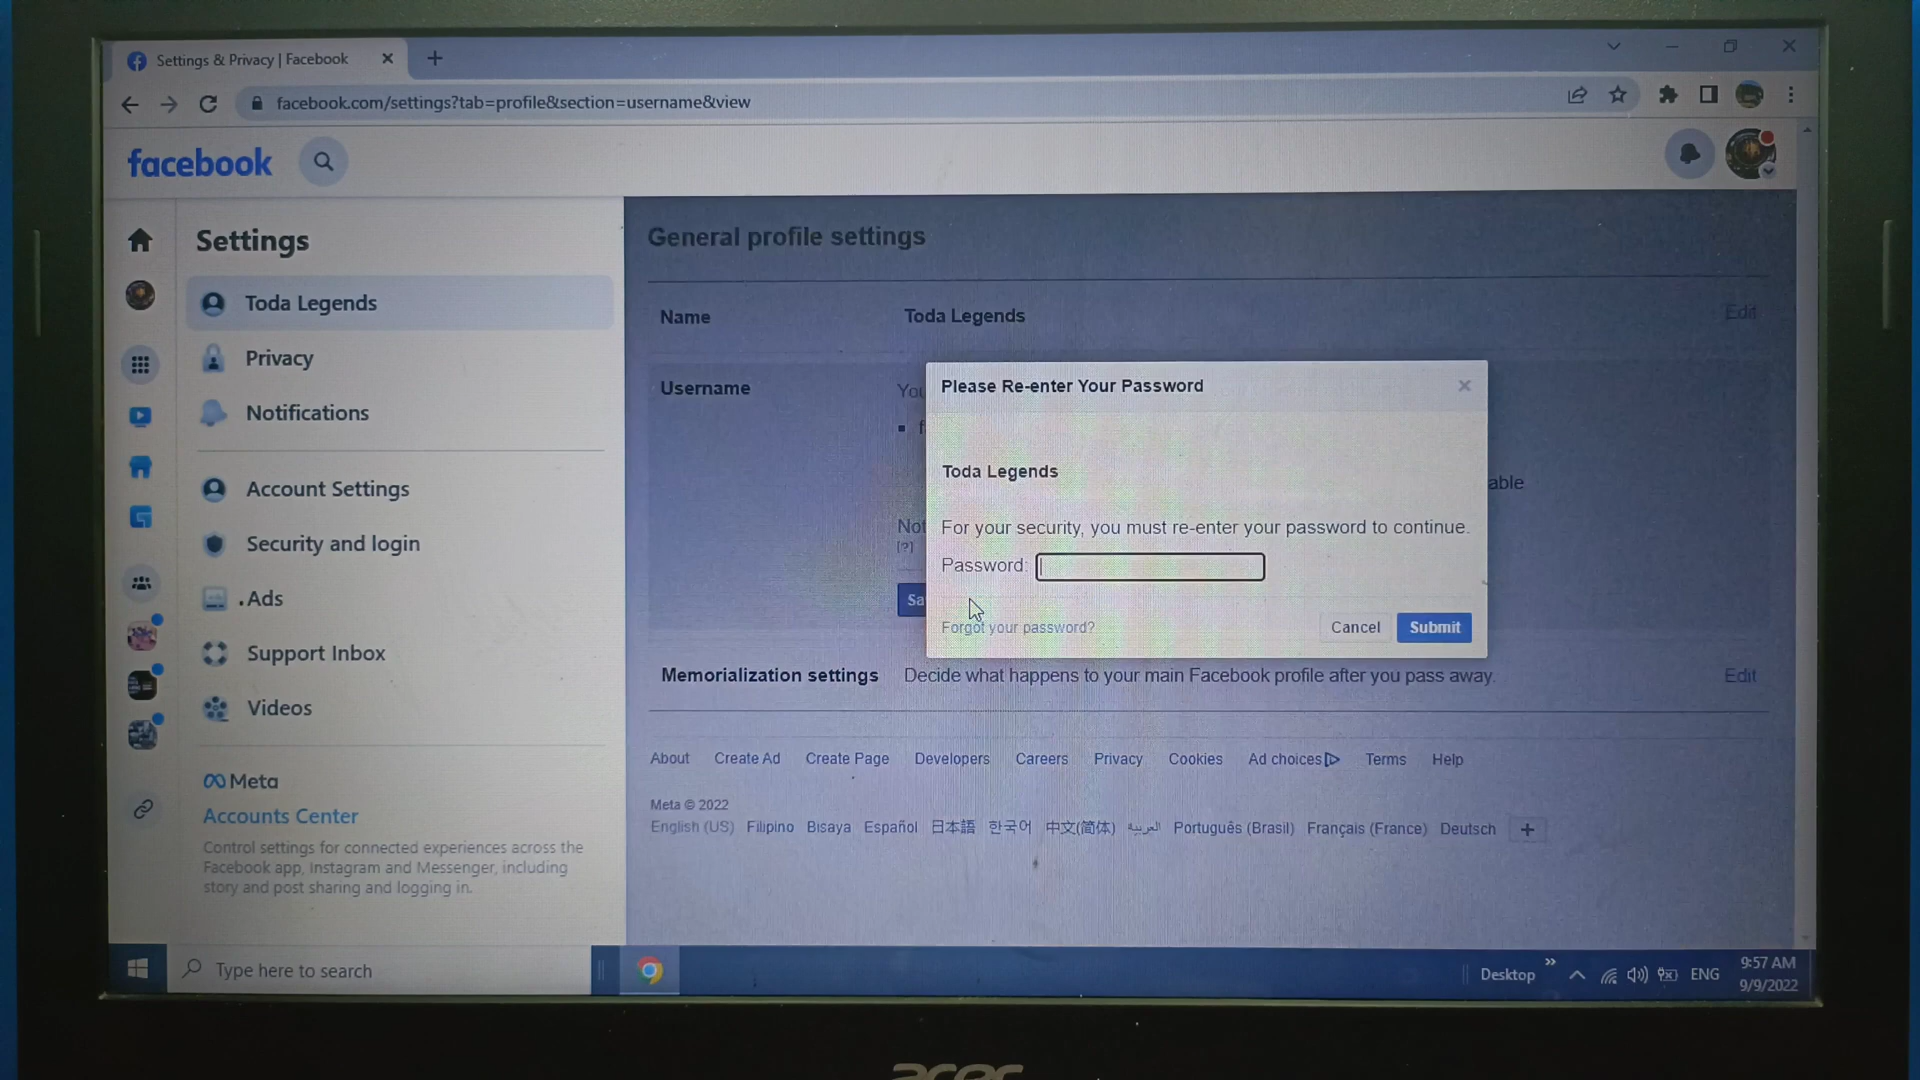 Settings & Privacy | Facebook
facebook.com/settings?tab=profile&section=username&view
facebook
Settings
Toda Legends
Privacy
Notifications
Account Settings
Security and login
Ads
Support Inbox
Videos
Meta
Accounts Center
Control settings for connected experiences across the
Facebook app, Instagram and Messenger, including
story and post sharing and logging in.
General profile settings
Name Toda Legends Edit
Username You
f
able
Not
[?]
Sa
Please Re-enter Your Password
Toda Legends
For your security, you must re-enter your password to continue.
Password:
Forgot your password? Cancel Submit
Memorialization settings Decide what happens to your main Facebook profile after you pass away. Edit
About Create Ad Create Page Developers Careers Privacy Cookies Ad choices Terms Help
Meta © 2022
English (US) Filipino Bisaya Español 日本語 한국어 中文(简体) العربية Português (Brasil) Français (France) Deutsch
Type here to search
Desktop ENG 9:57 AM
9/9/2022
acer